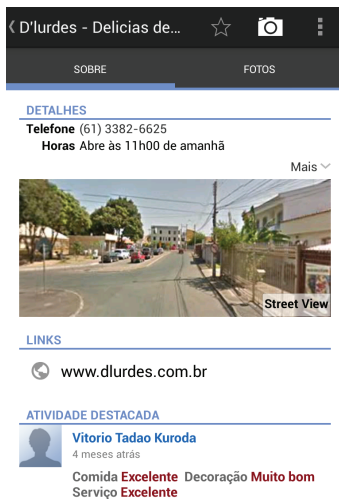 D'lurdes - Delicias de...
SOBRE FOTOS
DETALHES
Telefone (61) 3382-6625
Horas Abre às 11h00 de amanhã
Mais
Street View
LINKS
www.dlurdes.com.br
ATIVIDADE DESTACADA
Vitorio Tadao Kuroda
4 meses atrás
Comida Excelente Decoração Muito bom
Serviço Excelente